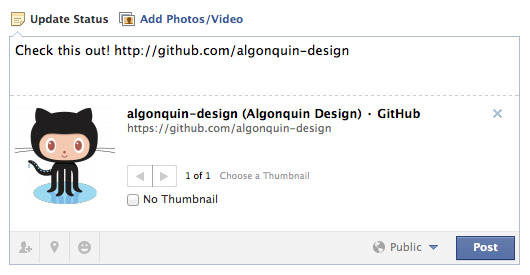 Update Status Add Photos/Video
Check this out! http://github.com/algonquin-design
algonquin-design (Algonquin Design) · GitHub
https://github.com/algonquin-design
1 of 1 Choose a Thumbnail
No Thumbnail
Public Post